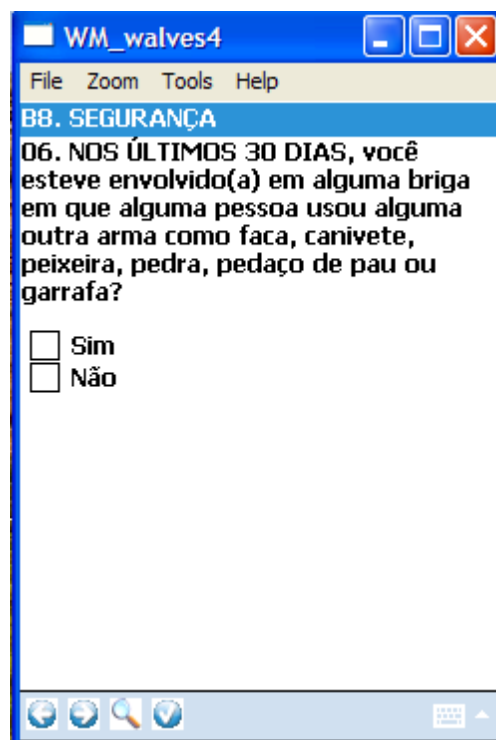 WM_walves4
File Zoom Tools Help
B8. SEGURANÇA
06. NOS ÚLTIMOS 30 DIAS, você
esteve envolvido(a) em alguma briga
em que alguma pessoa usou alguma
outra arma como faca, canivete,
peixeira, pedra, pedaço de pau ou
garrafa?
Sim
Não